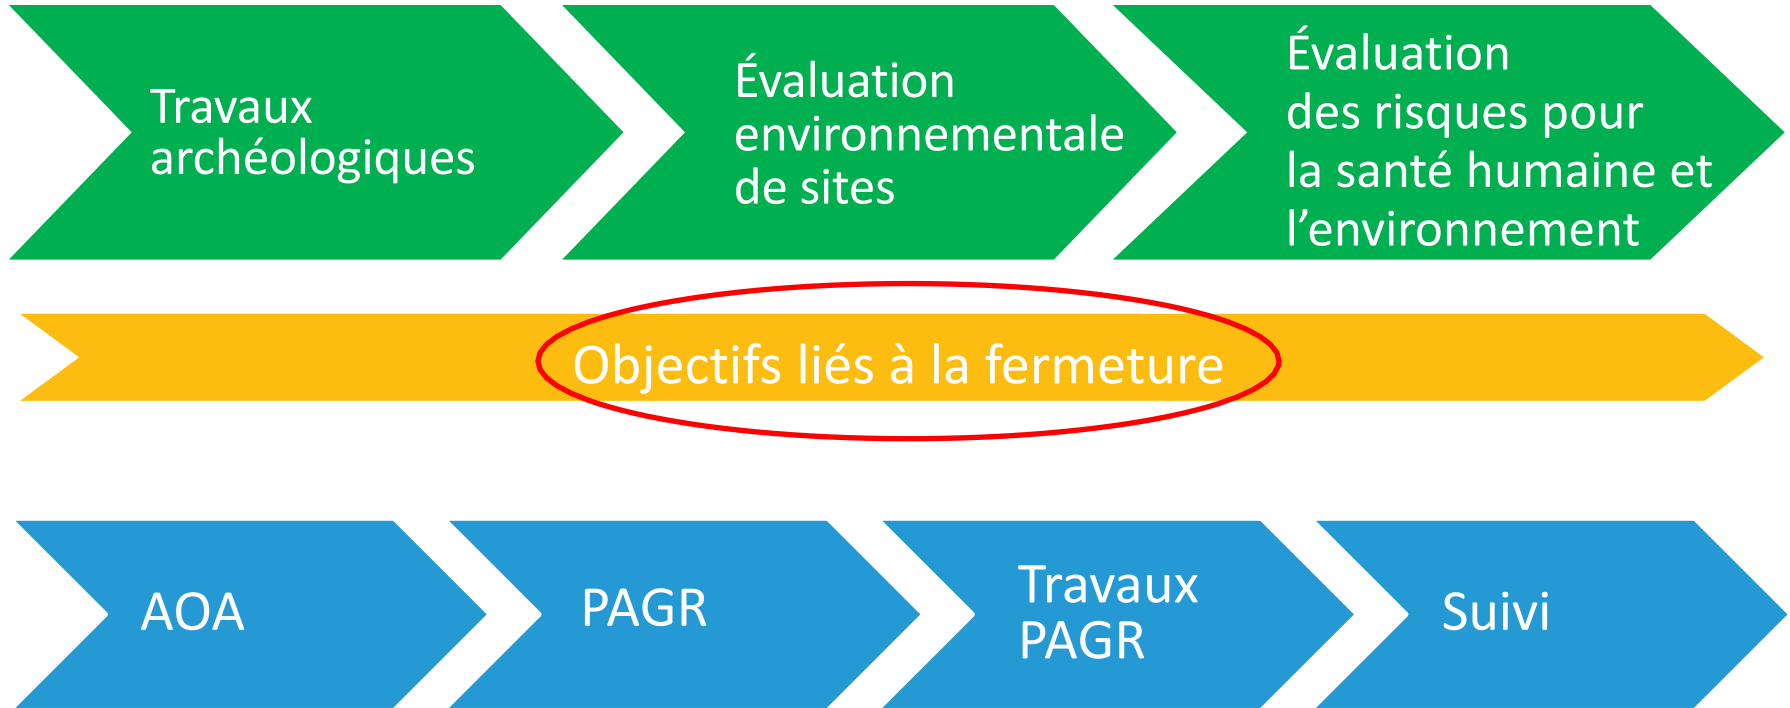 Travaux
archéologiques
Évaluation
environnementale
de sites
Évaluation
des risques pour
la santé humaine et
l’environnement
Objectifs liés à la fermeture
AOA
PAGR
Travaux
PAGR
Suivi